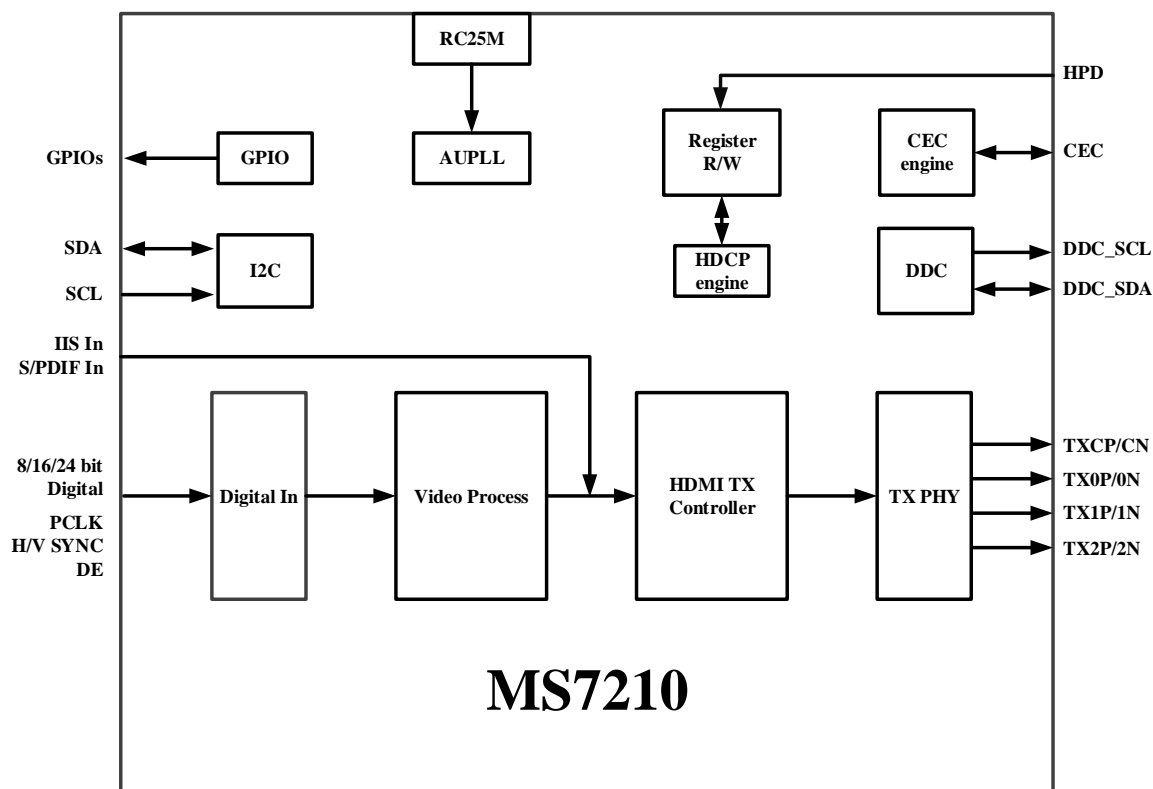 RC25M
HPD
Register
R/W
CEC
engine
GPIOs
GPIO
AUPLL
CEC
SDA
I2C
HDCP
engine
DDC
DDC_SCL
SCL
DDC_SDA
IIS In
S/PDIF In
8/16/24 bit
Digital
PCLK
H/V SYNC
DE
Digital In
Video Process
HDMI TX
Controller
TX PHY
TXCP/CN
TX0P/0N
TX1P/1N
TX2P/2N
MS7210